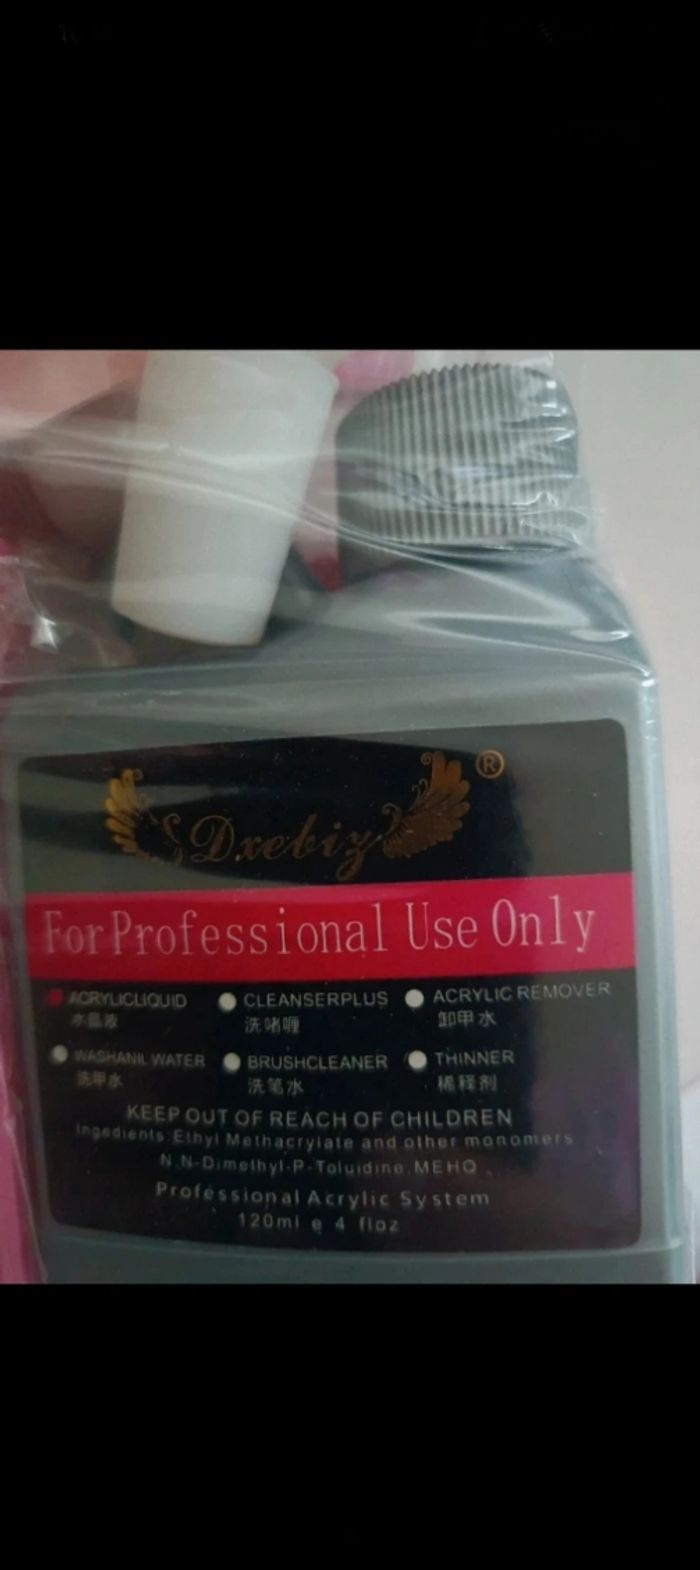 Dxebiz ®
For Professional Use Only
ACRYLICLIQUID CLEANSERPLUS ACRYLIC REMOVER
水晶液 洗啫喱 卸甲水
WASHANIL WATER BRUSHCLEANER THINNER
洗甲水 洗笔水 稀释剂
KEEP OUT OF REACH OF CHILDREN
Ingedients:Ethyl Methacrylate and other monomers
N.N-Dimethyl-P-Toluidine.MEHQ
Professional Acrylic System
120ml e 4 floz